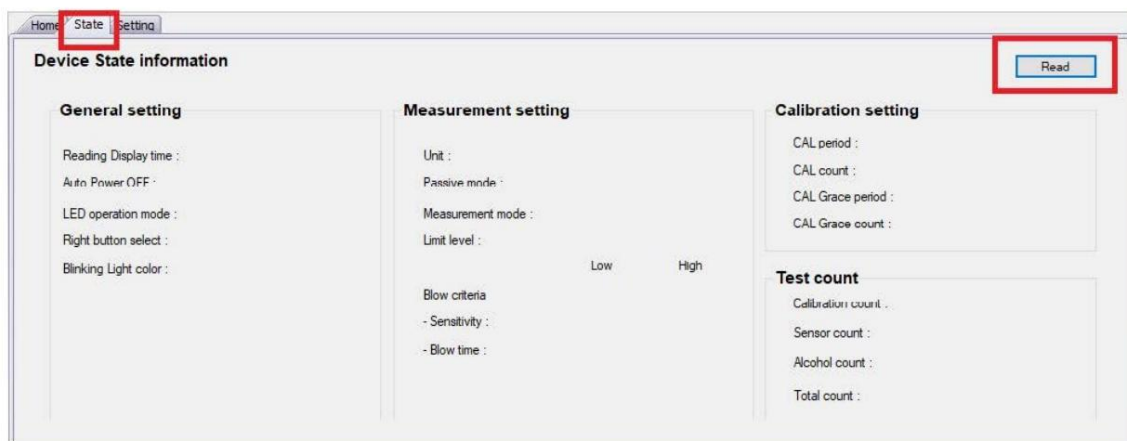 Home State Setting
Device State information
Read
General setting
Reading Display time :
Auto Power OFF :
LED operation mode :
Right button select :
Blinking Light color :
Measurement setting
Unit :
Passive mode :
Measurement mode :
Limit level :
Low High
Blow criteria
- Sensitivity :
- Blow time :
Calibration setting
CAL period :
CAL count :
CAL Grace period :
CAL Grace count :
Test count
Calibration count :
Sensor count :
Alcohol count :
Total count :